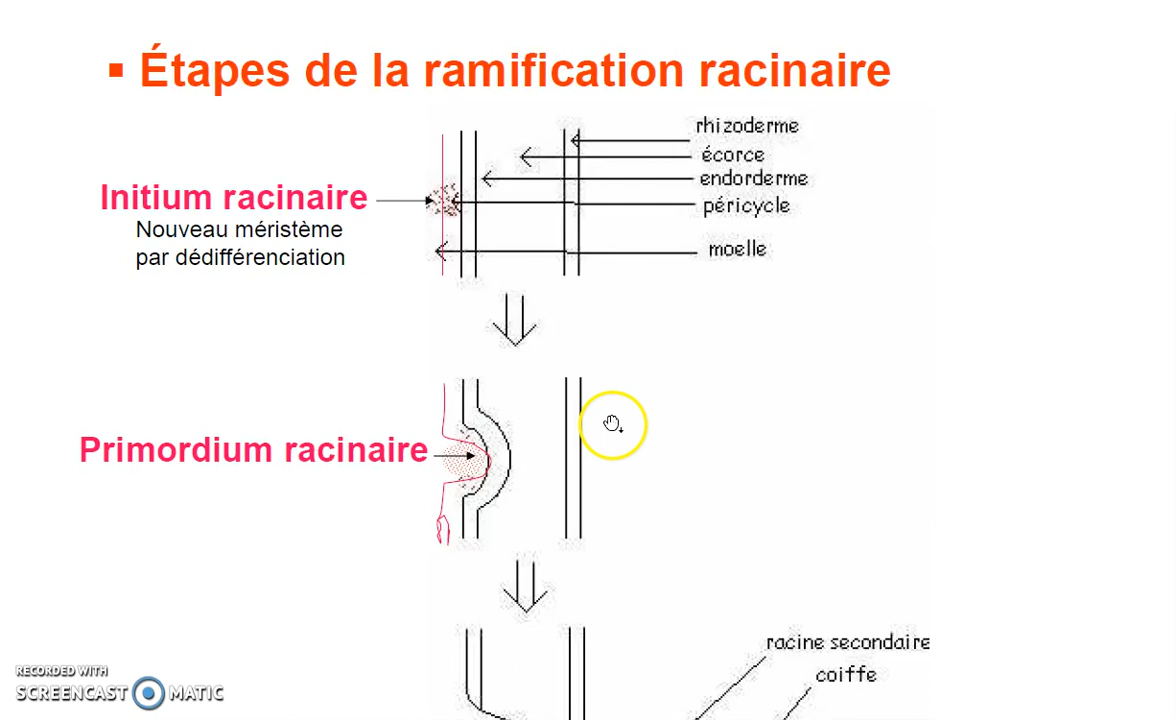 ▪ Étapes de la ramification racinaire
rhizoderme
écorce
endorderme
péricycle
moelle
Initium racinaire
Nouveau méristème
par dédifférenciation
Primordium racinaire
racine secondaire
coiffe
RECORDED WITH
SCREENCAST MATIC